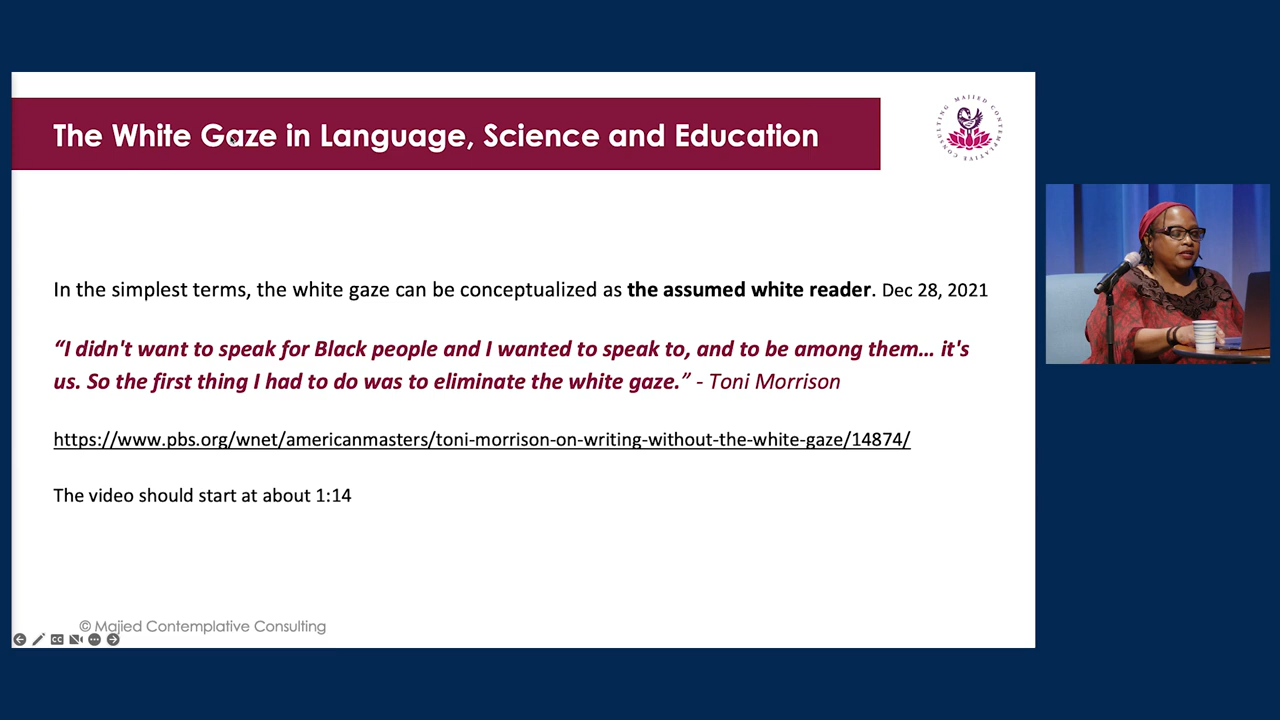 The White Gaze in Language, Science and Education
MAJIED CONTEMPLATIVE CONSULTING
In the simplest terms, the white gaze can be conceptualized as the assumed white reader. Dec 28, 2021
“I didn't want to speak for Black people and I wanted to speak to, and to be among them… it's
us. So the first thing I had to do was to eliminate the white gaze.” - Toni Morrison
https://www.pbs.org/wnet/americanmasters/toni-morrison-on-writing-without-the-white-gaze/14874/
The video should start at about 1:14
© Majied Contemplative Consulting
CC